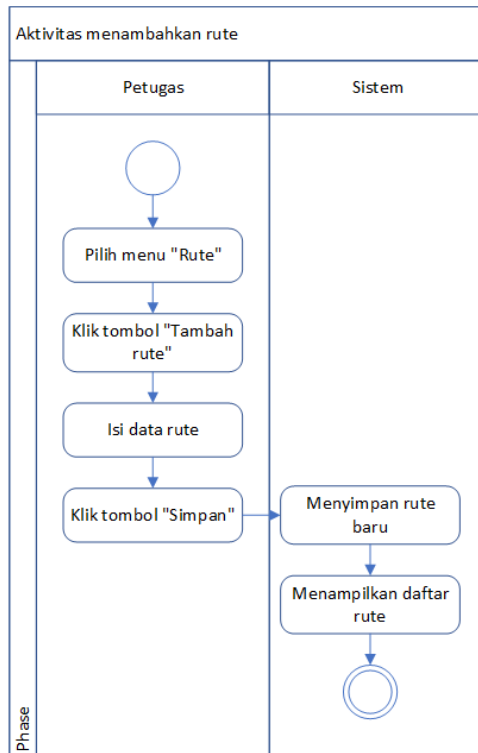 Aktivitas menambahkan rute
Petugas
Sistem
Pilih menu "Rute"
Klik tombol "Tambah
rute"
Isi data rute
Klik tombol "Simpan"
Menyimpan rute
baru
Menampilkan daftar
rute
Phase